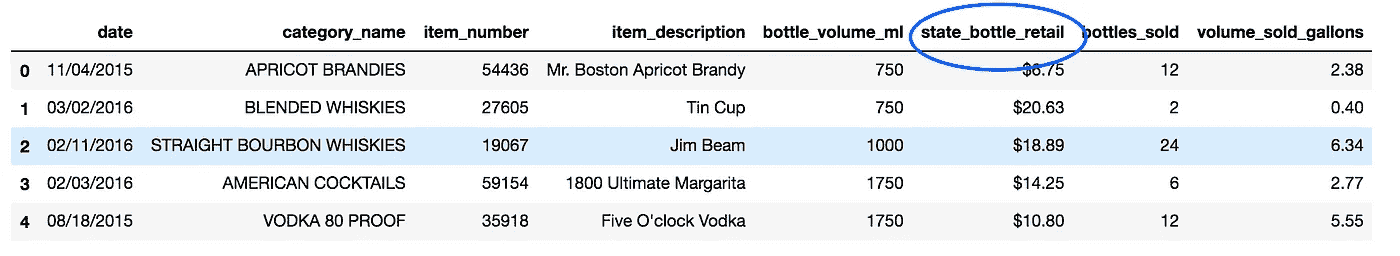 date category_name item_number item_description bottle_volume_ml state_bottle_retail bottles_sold volume_sold_gallons
0 11/04/2015 APRICOT BRANDIES 54436 Mr. Boston Apricot Brandy 750 $6.75 12 2.38
1 03/02/2016 BLENDED WHISKIES 27605 Tin Cup 750 $20.63 2 0.40
2 02/11/2016 STRAIGHT BOURBON WHISKIES 19067 Jim Beam 1000 $18.89 24 6.34
3 02/03/2016 AMERICAN COCKTAILS 59154 1800 Ultimate Margarita 1750 $14.25 6 2.77
4 08/18/2015 VODKA 80 PROOF 35918 Five O'clock Vodka 1750 $10.80 12 5.55